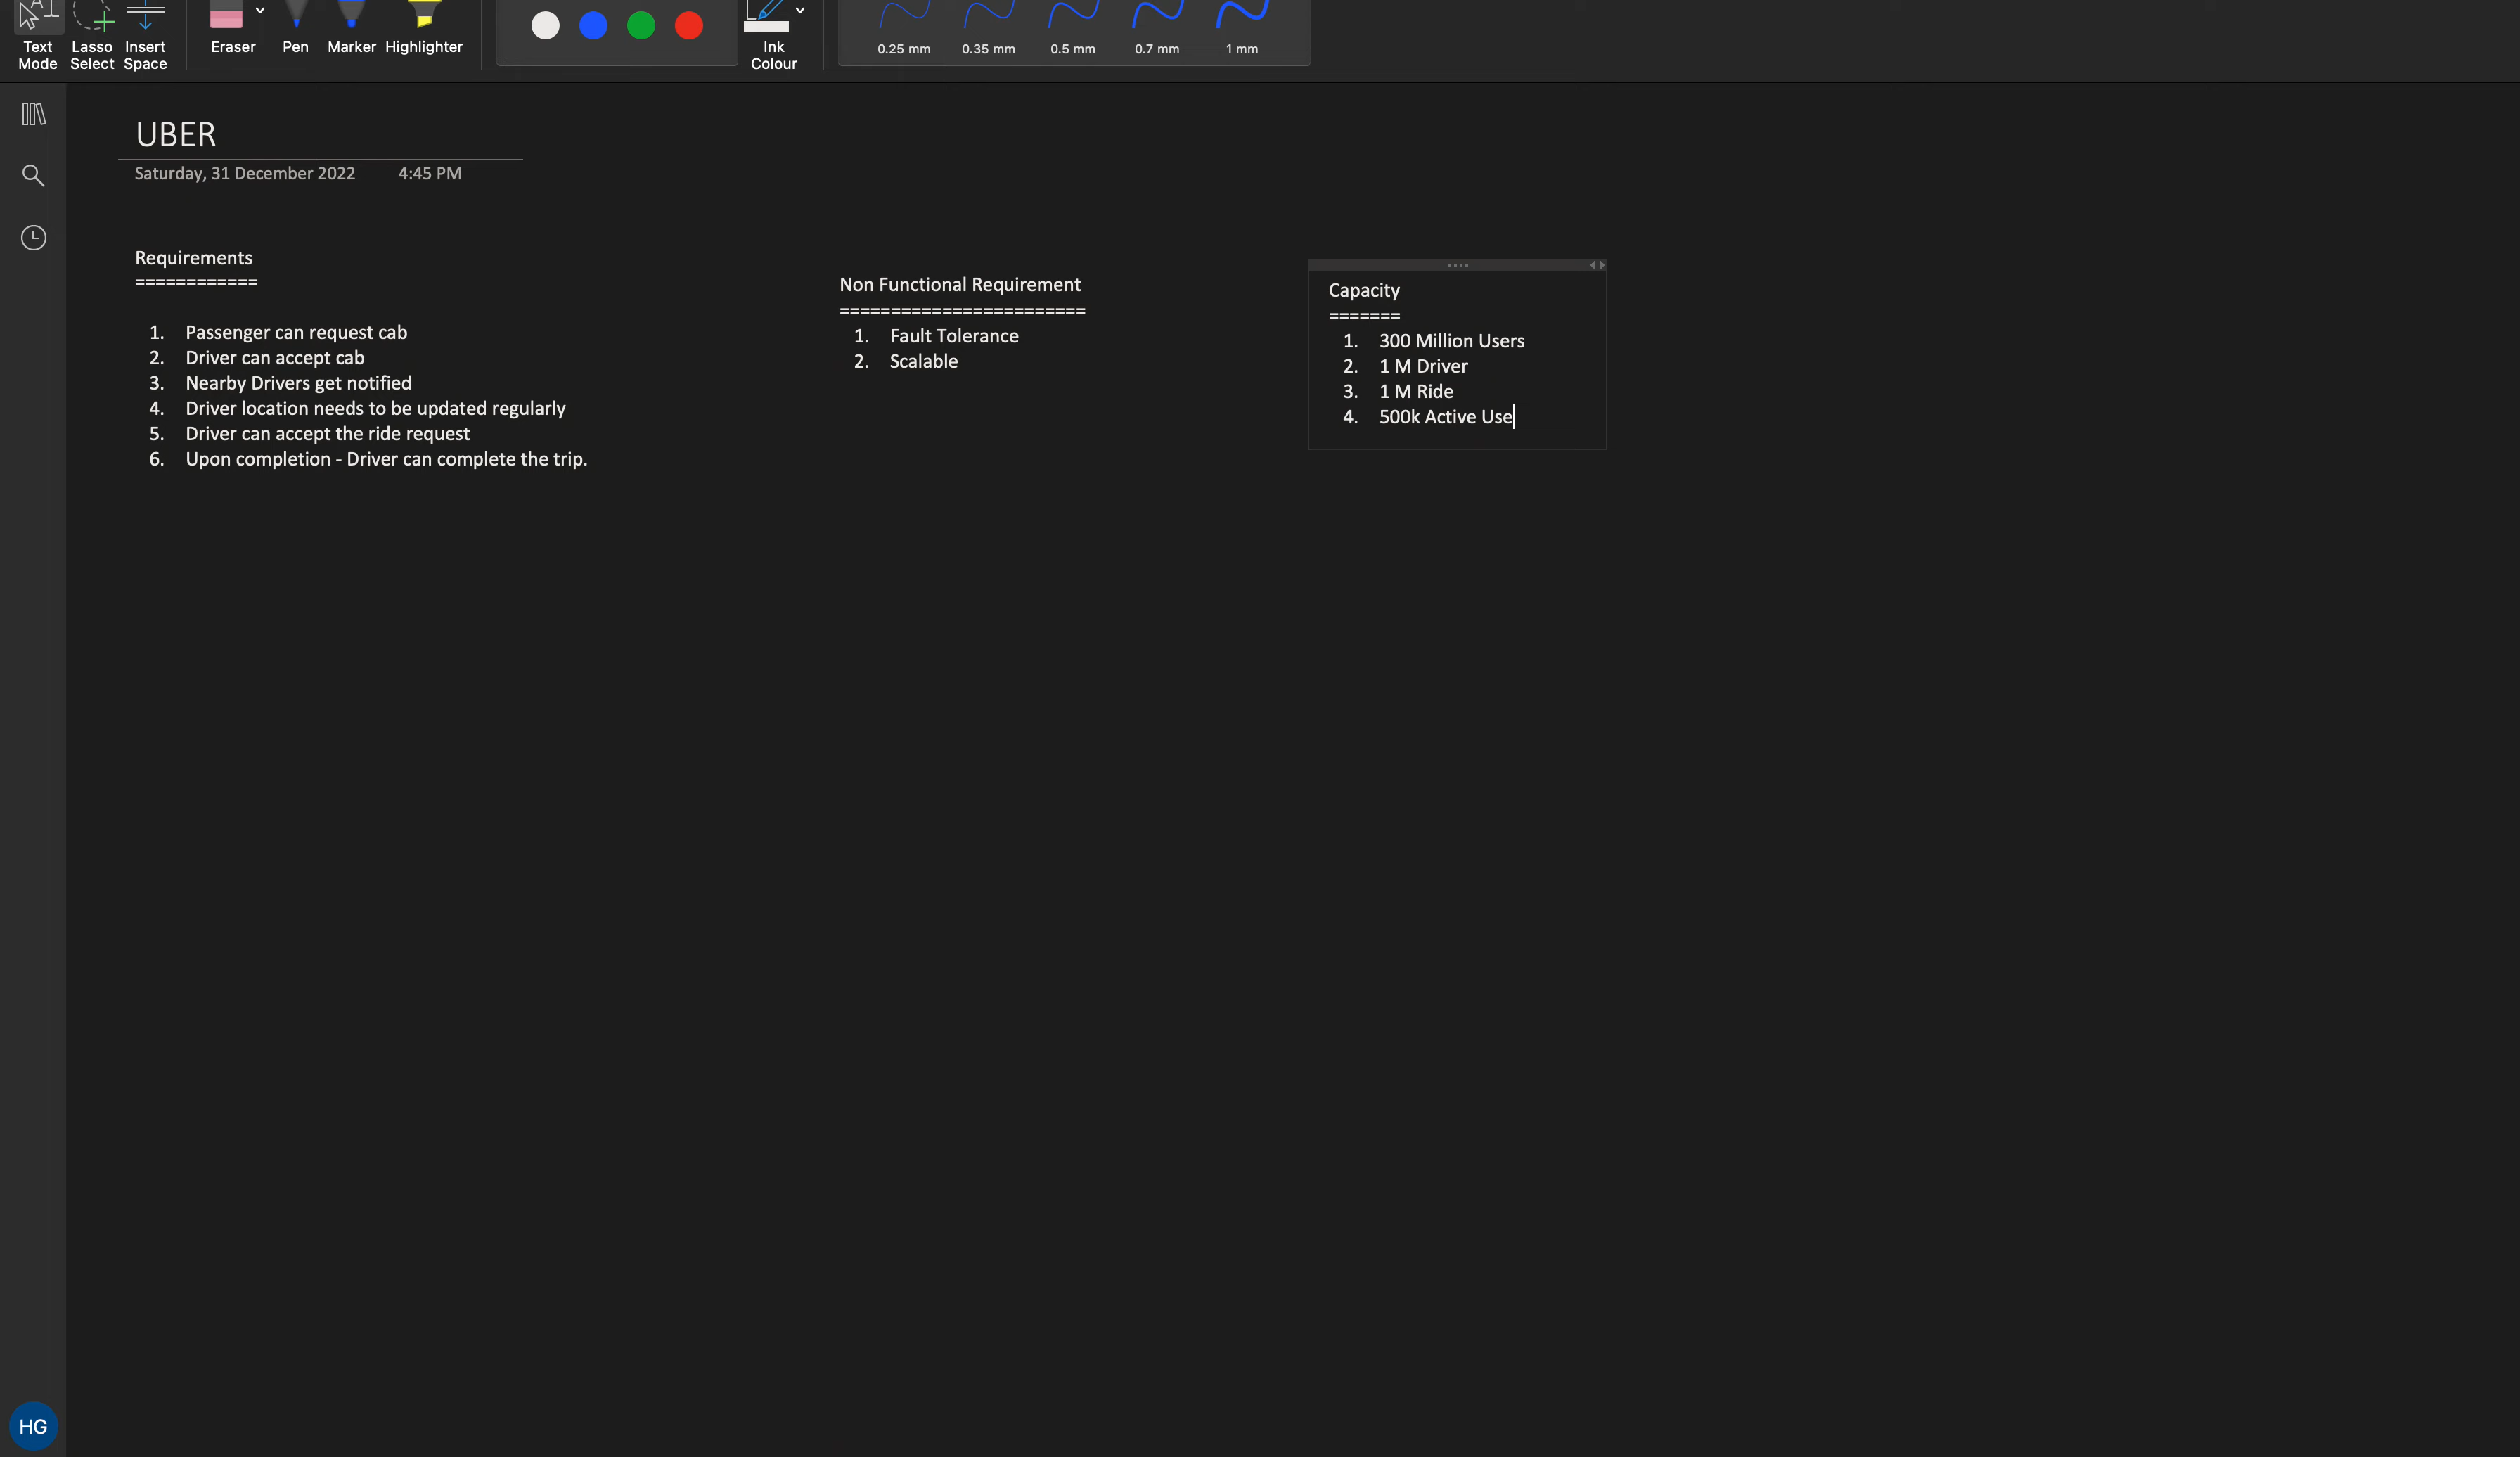 Text Mode
Lasso Select
Insert Space
Eraser
Pen
Marker
Highlighter
Ink Colour
0.25 mm
0.35 mm
0.5 mm
0.7 mm
1 mm
UBER
Saturday, 31 December 2022 4:45 PM
Requirements
============
1. Passenger can request cab
2. Driver can accept cab
3. Nearby Drivers get notified
4. Driver location needs to be updated regularly
5. Driver can accept the ride request
6. Upon completion - Driver can complete the trip.
Non Functional Requirement
========================
1. Fault Tolerance
2. Scalable
Capacity
=======
1. 300 Million Users
2. 1 M Driver
3. 1 M Ride
4. 500k Active Use
HG